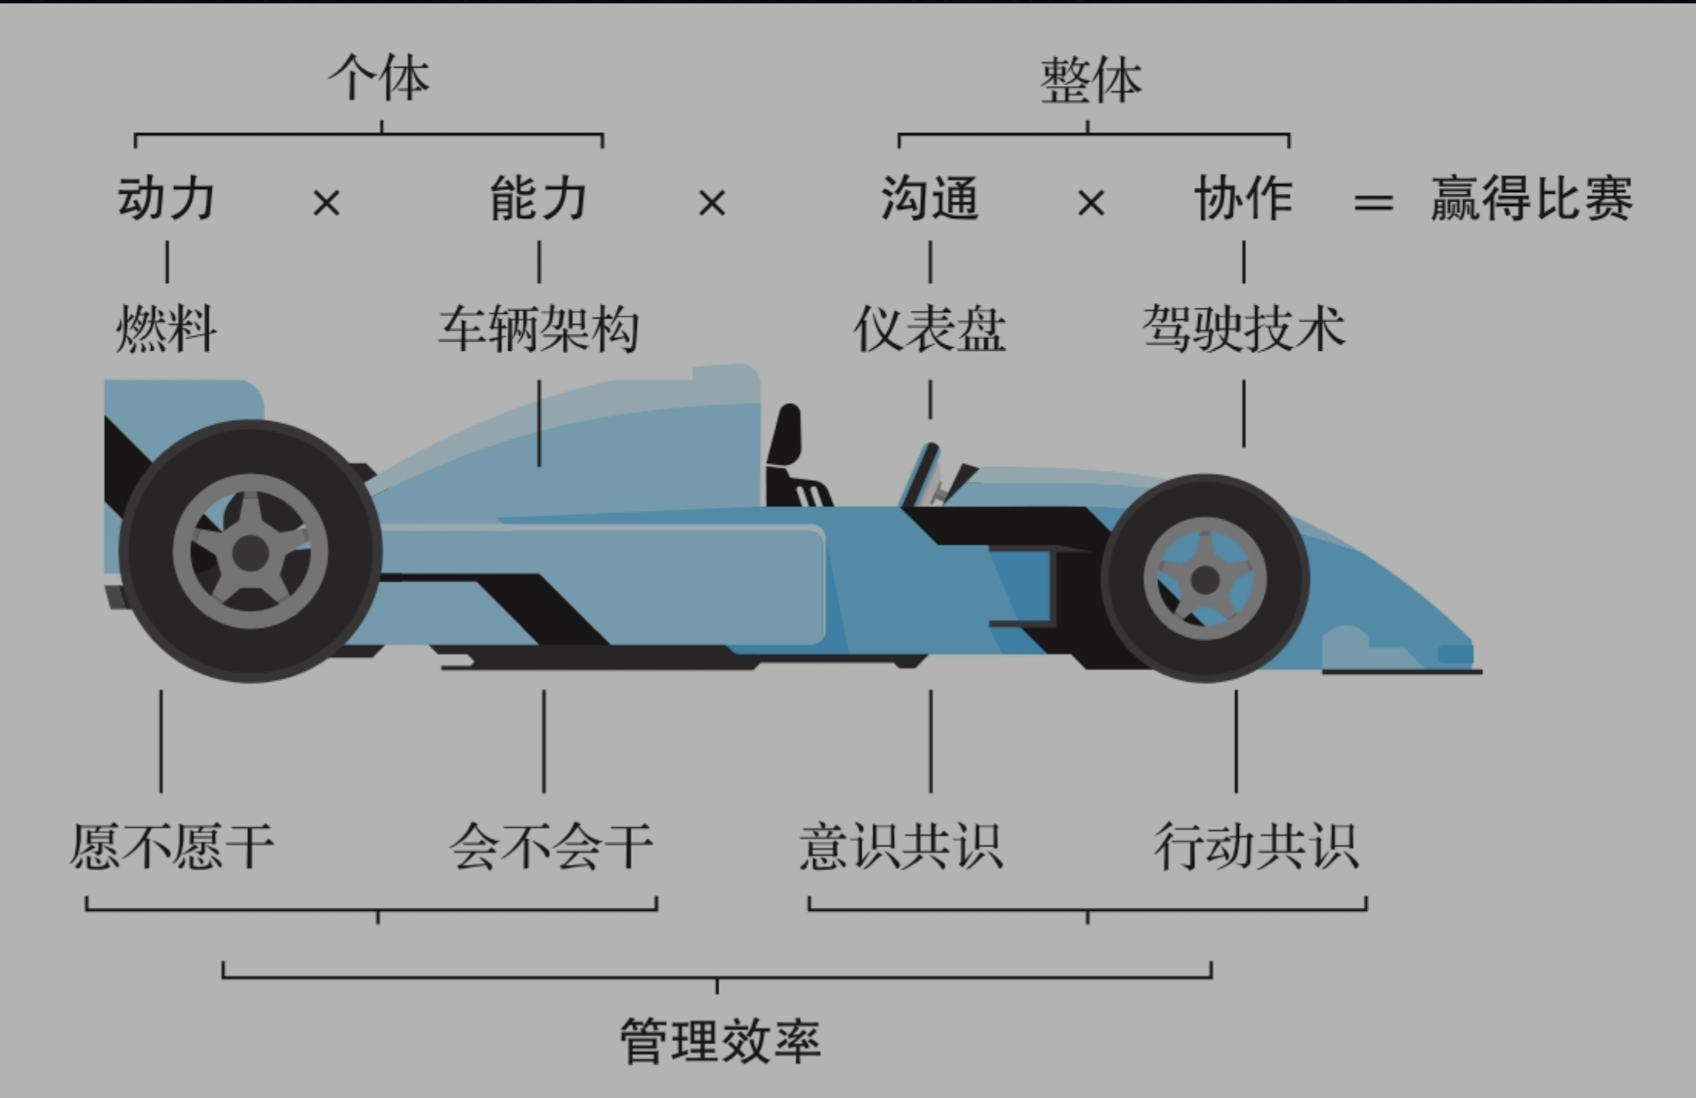 个体 整体
动力 × 能力 × 沟通 × 协作 = 赢得比赛
燃料 车辆架构 仪表盘 驾驶技术
愿不愿干 会不会干 意识共识 行动共识
管理效率